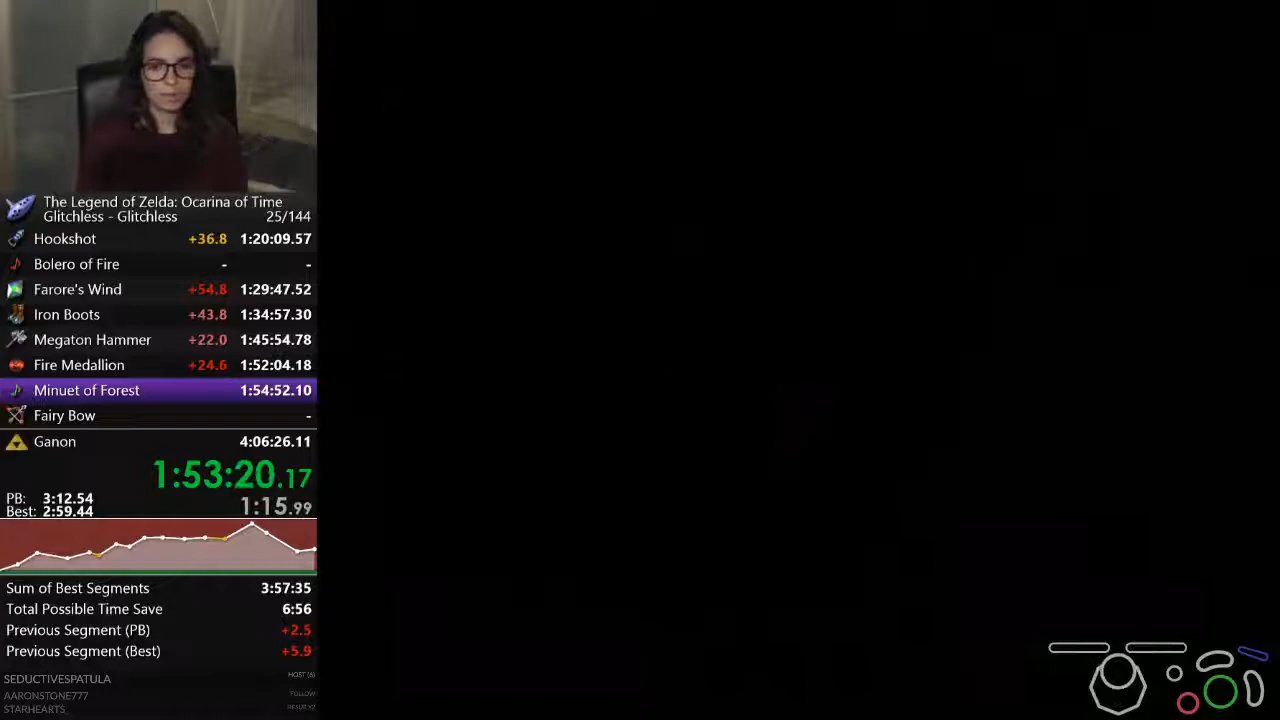 The Legend of Zelda: Ocarina of Time
Glitchless - Glitchless 25/144
Hookshot +36.8 1:20:09.57
Bolero of Fire - -
Farore's Wind +54.8 1:29:47.52
Iron Boots +43.8 1:34:57.30
Megaton Hammer +22.0 1:45:54.78
Fire Medallion +24.6 1:52:04.18
Minuet of Forest 1:54:52.10
Fairy Bow -
Ganon 4:06:26.11
1:53:20.17
PB: 3:12.54 1:15.99
Best: 2:59.44
Sum of Best Segments 3:57:35
Total Possible Time Save 6:56
Previous Segment (PB) +2.5
Previous Segment (Best) +5.9
SEDUCTIVESPATULA HOST (6)
AARONSTONE777 FOLLOW
STARHEARTS_